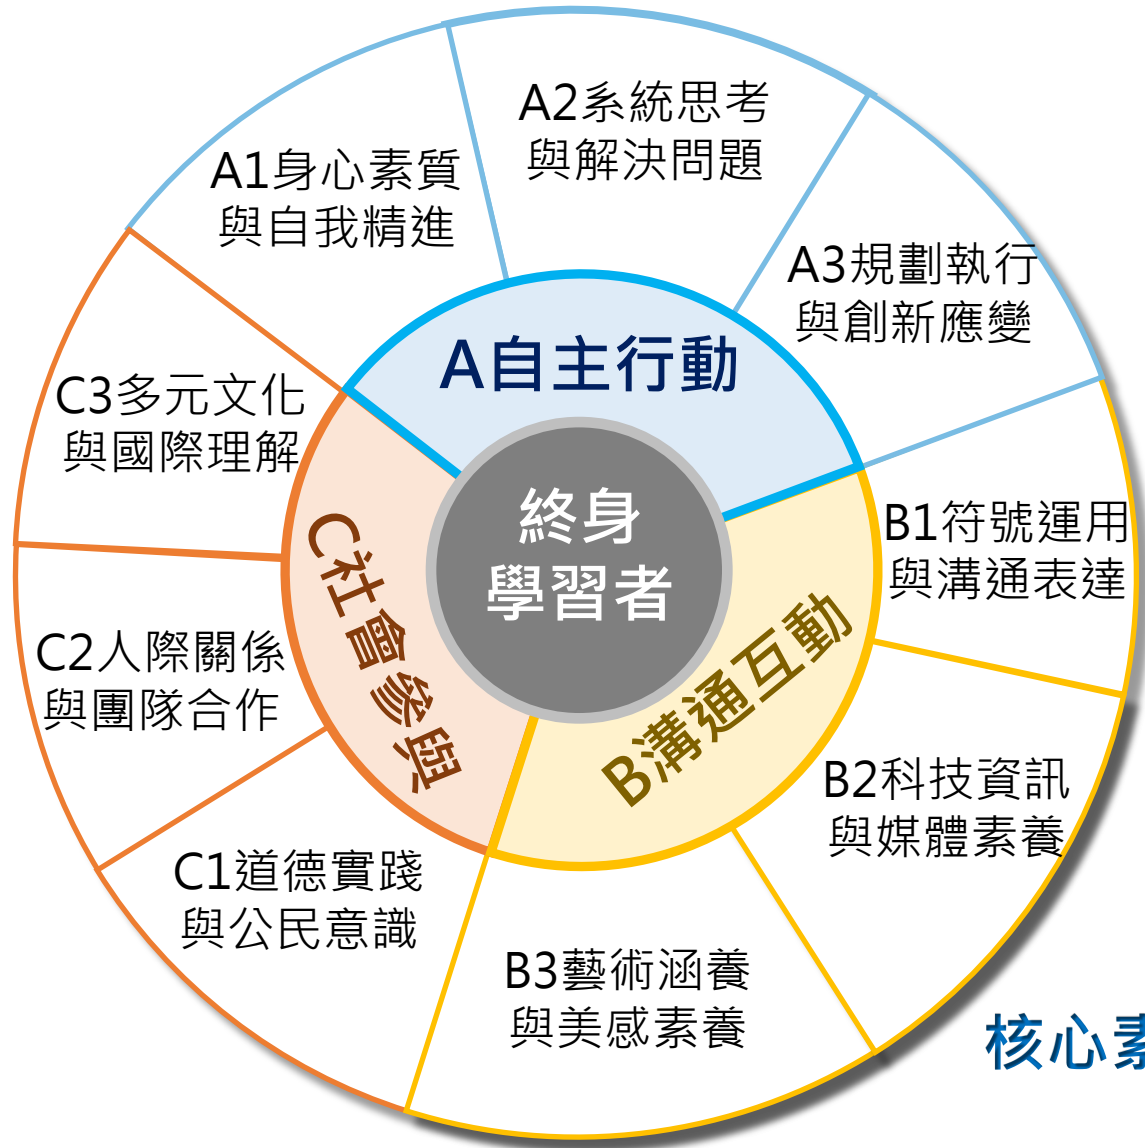 A1身心素質
與自我精進
A2系統思考
與解決問題
A3規劃執行
與創新應變
A自主行動
C3多元文化
與國際理解
B1符號運用
與溝通表達
終身
學習者
C社會參與
B溝通互動
C2人際關係
與團隊合作
B2科技資訊
與媒體素養
C1道德實踐
與公民意識
B3藝術涵養
與美感素養
核心素